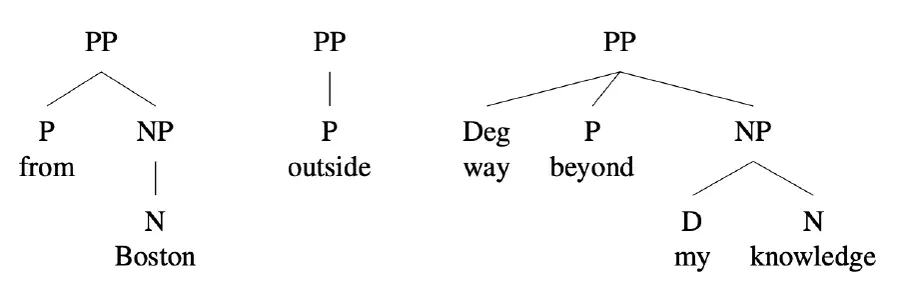 PP PP PP
P NP P Deg P NP
from outside way beyond
N D N
Boston my knowledge